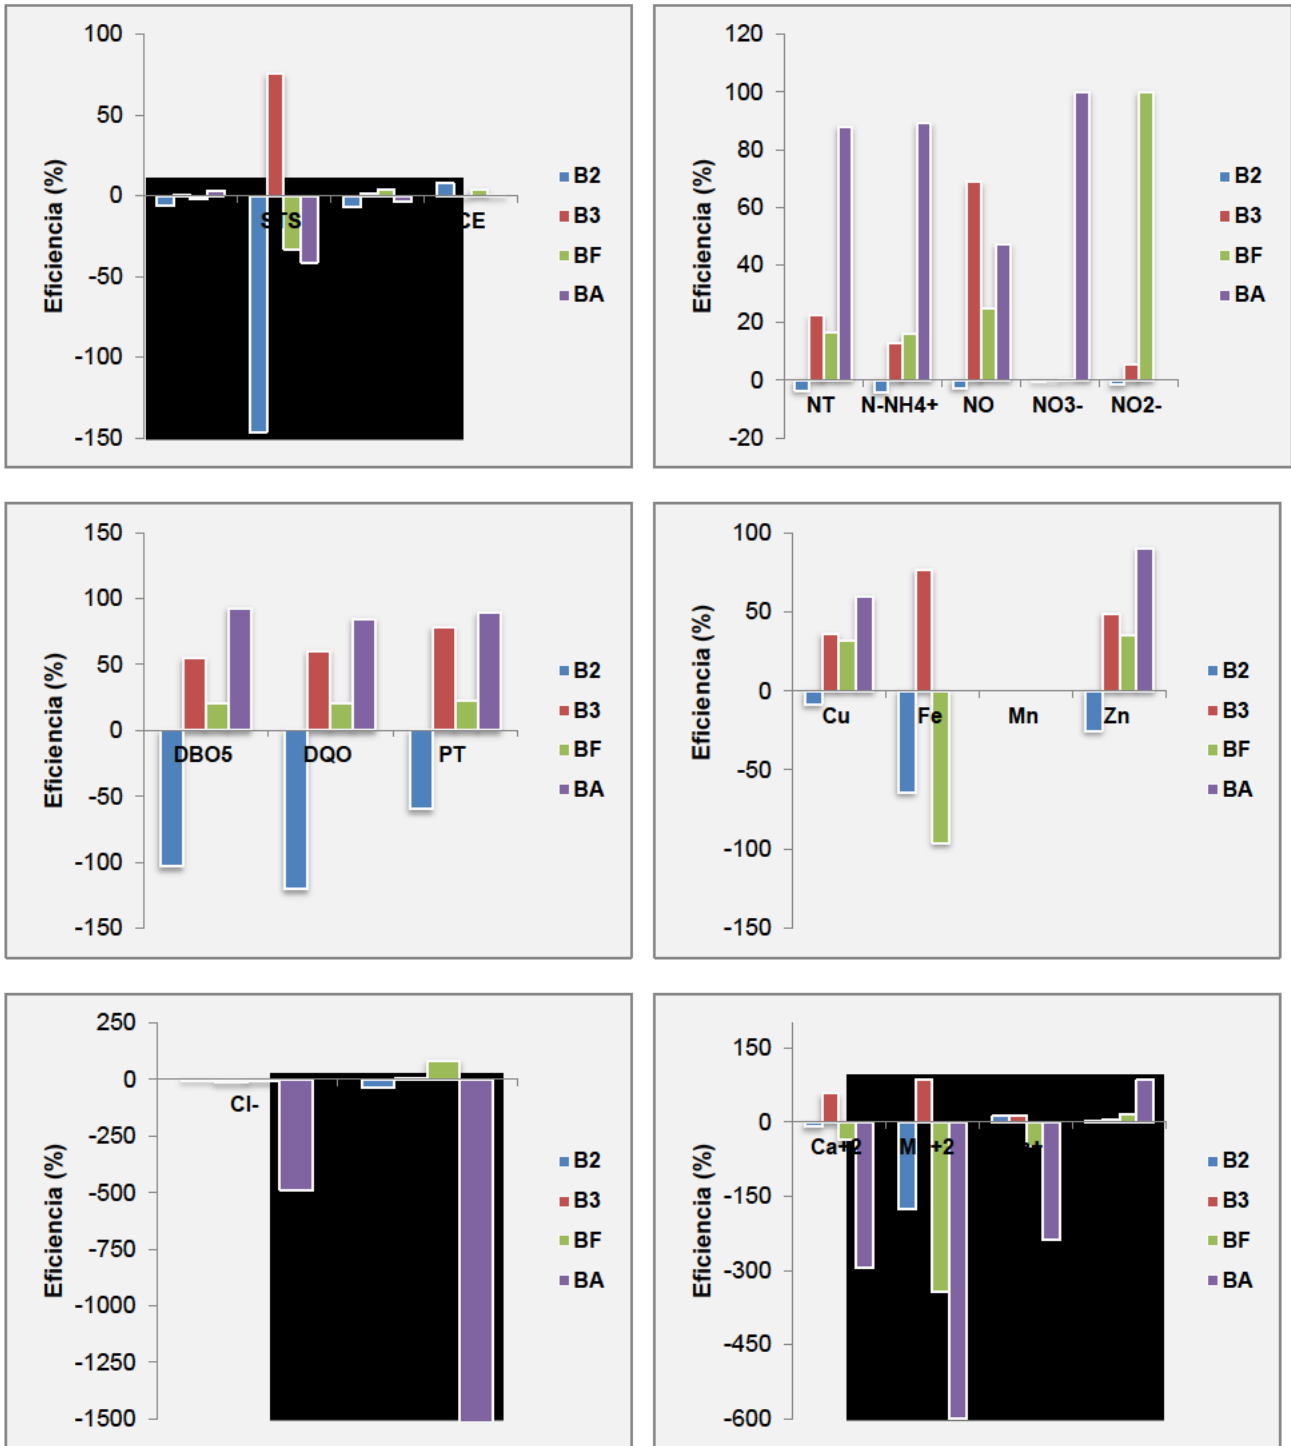 100
50
0
-50
-100
-150
Eficiencia (%)
STS
CE
B2
B3
BF
BA
120
100
80
60
40
20
0
-20
Eficiencia (%)
NT N-NH4+ NO NO3- NO2-
B2
B3
BF
BA
150
100
50
0
-50
-100
-150
Eficiencia (%)
DBO5 DQO PT
B2
B3
BF
BA
100
50
0
-50
-100
-150
Eficiencia (%)
Cu Fe Mn Zn
B2
B3
BF
BA
250
0
-250
-500
-750
-1000
-1250
-1500
Eficiencia (%)
Cl-
B2
B3
BF
BA
150
0
-150
-300
-450
-600
Eficiencia (%)
Ca+2
B2
B3
BF
BA